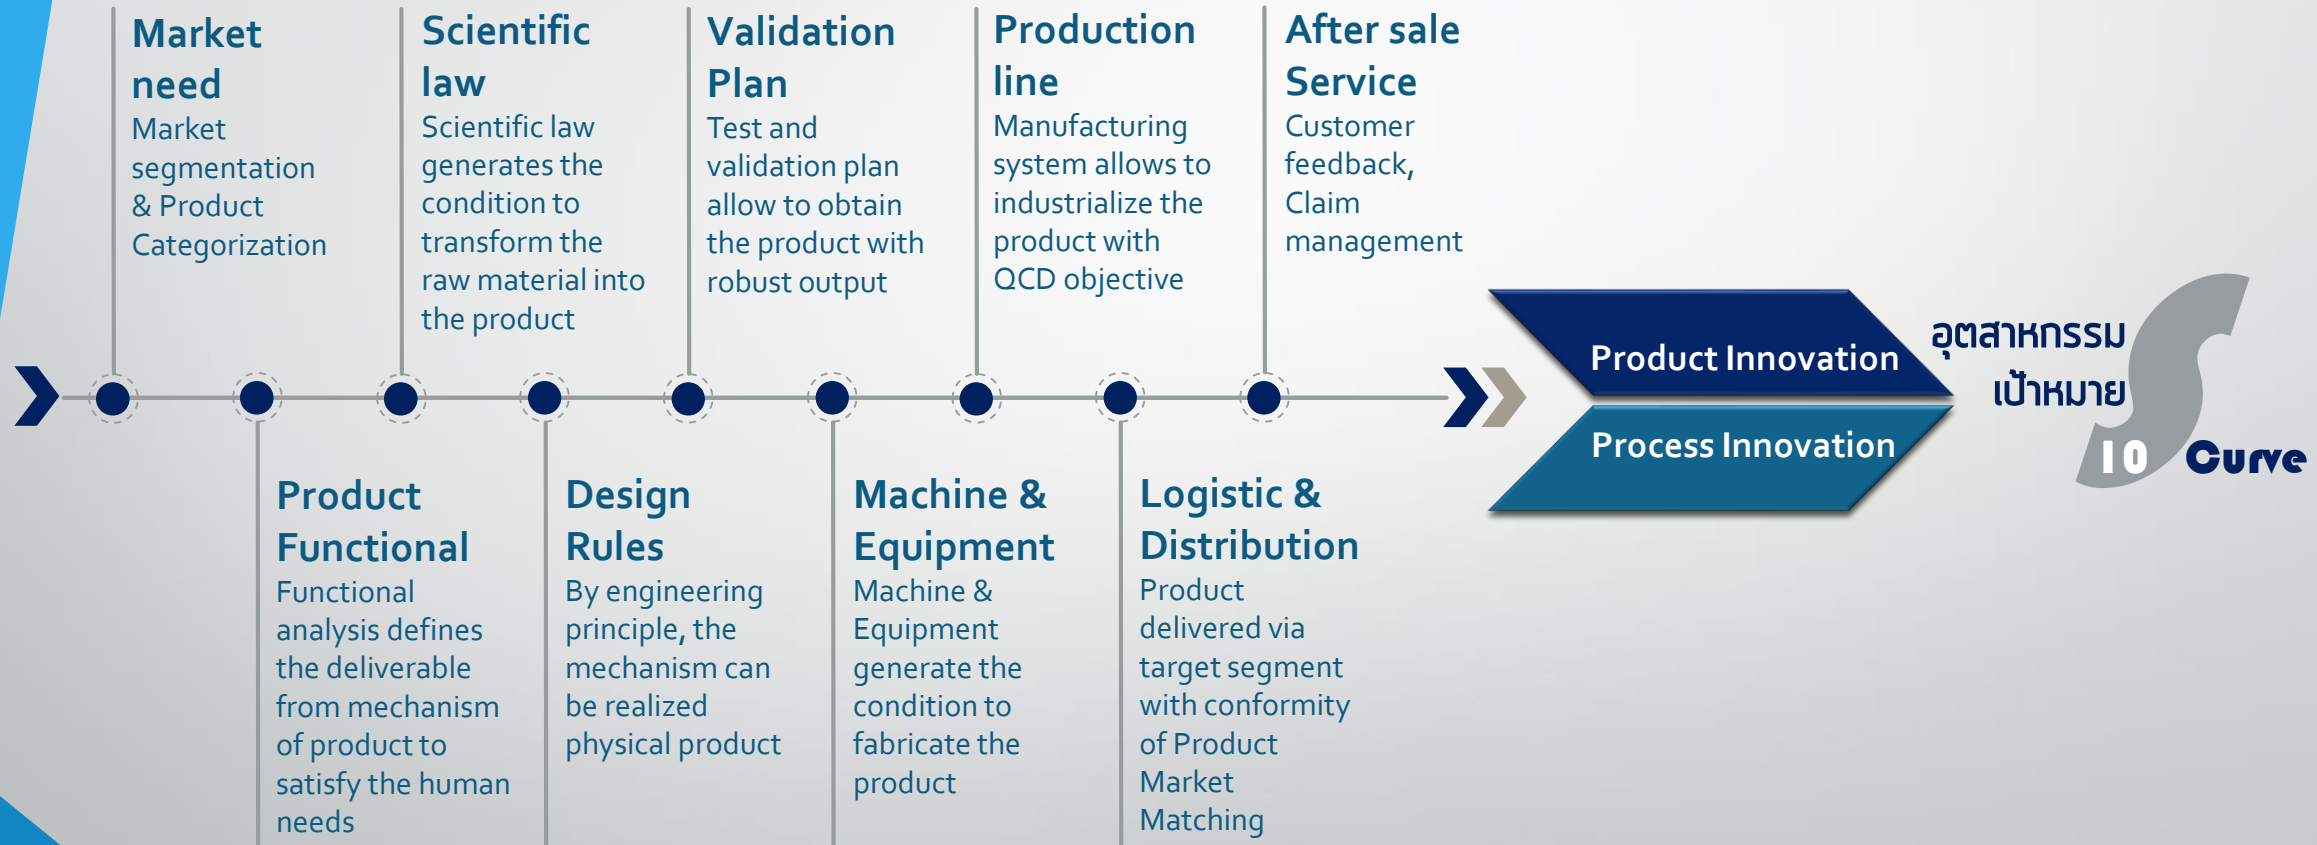 Market
need
Market
segmentation
& Product
Categorization
Scientific
law
Scientific law
generates the
condition to
transform the
raw material into
the product
Validation
Plan
Test and
validation plan
allow to obtain
the product with
robust output
Production
line
Manufacturing
system allows to
industrialize the
product with
QCD objective
After sale
Service
Customer
feedback,
Claim
management
Product
Functional
Functional
analysis defines
the deliverable
from mechanism
of product to
satisfy the human
needs
Design
Rules
By engineering
principle, the
mechanism can
be realized
physical product
Machine &
Equipment
Machine &
Equipment
generate the
condition to
fabricate the
product
Logistic &
Distribution
Product
delivered via
target segment
with conformity
of Product
Market
Matching
Product Innovation
Process Innovation
อุตสาหกรรม
เป้าหมาย
10 S Curve